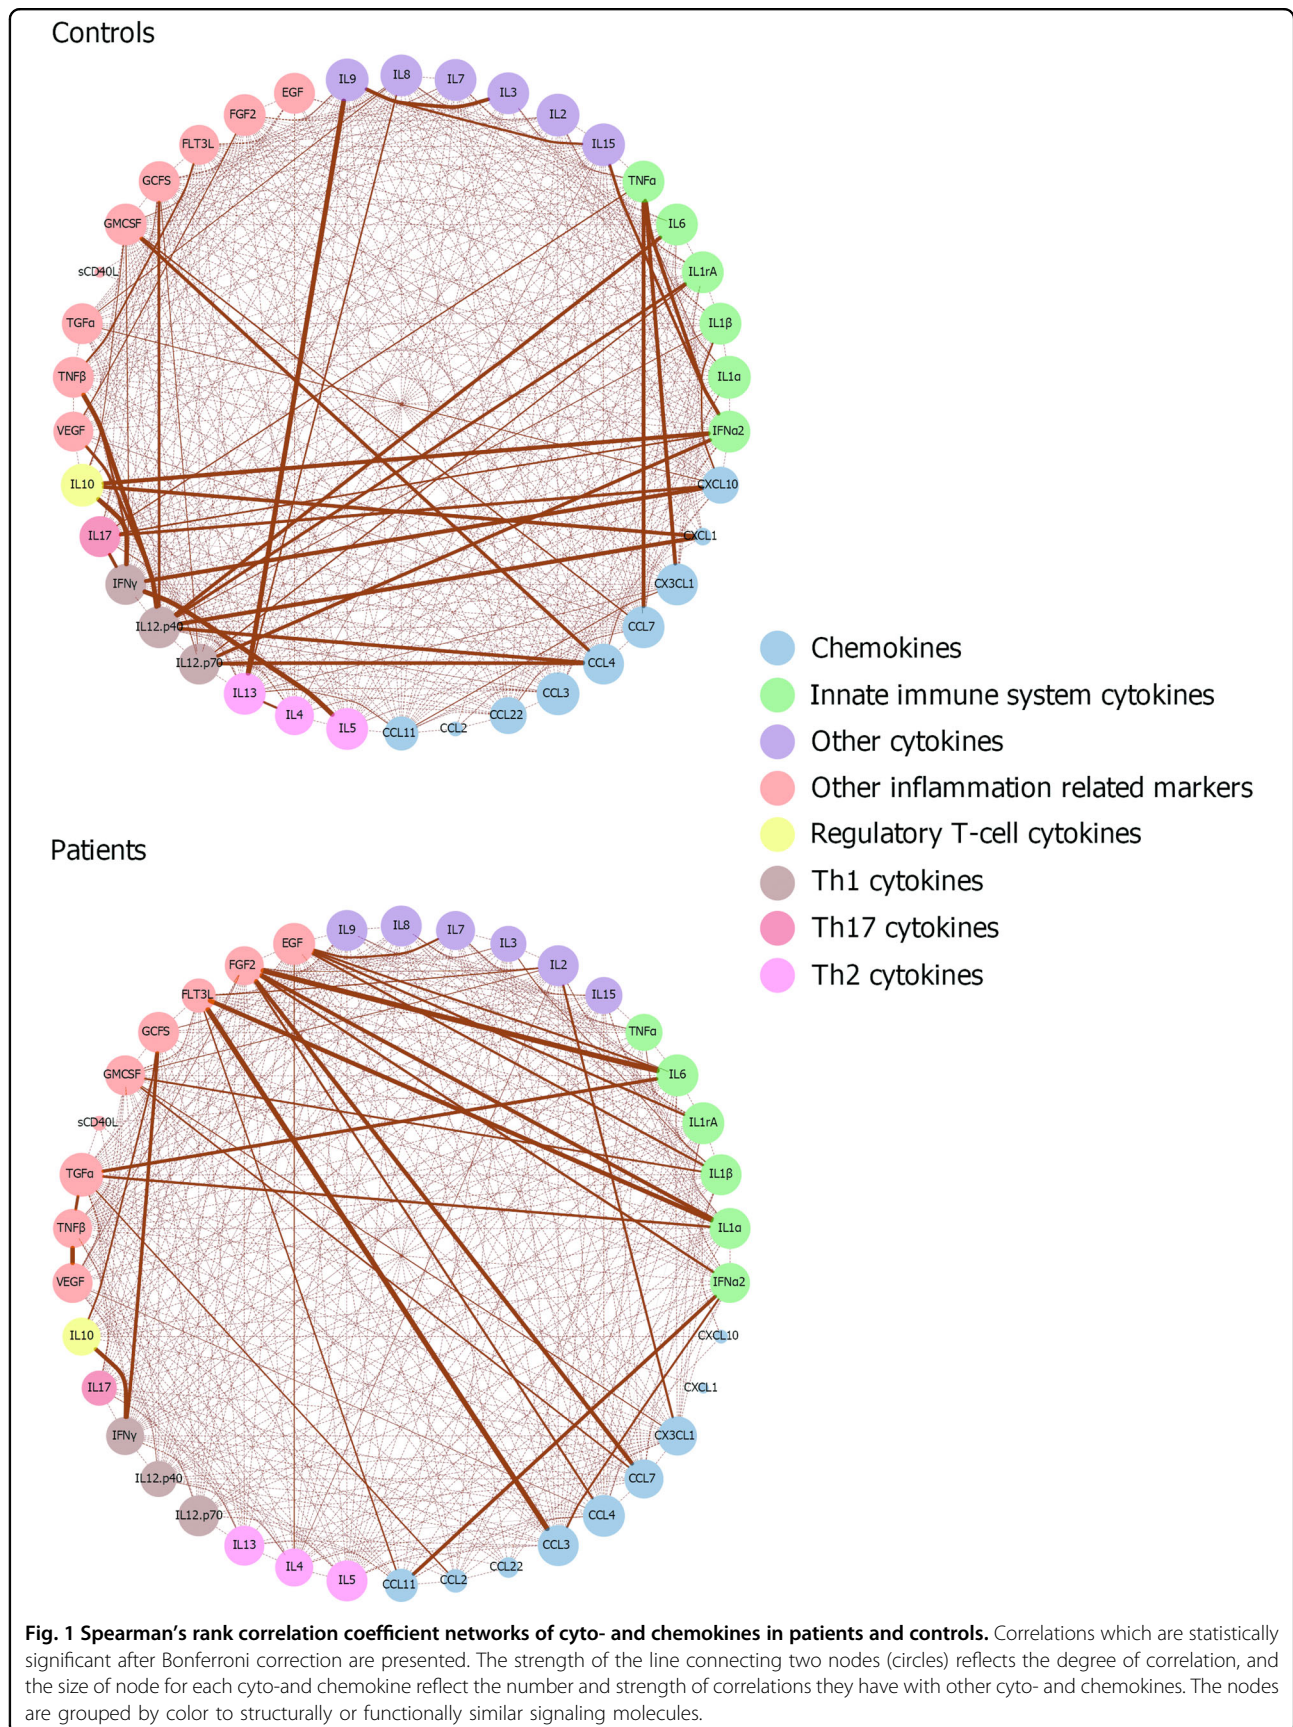 Controls
IL9
IL8
IL7
IL3
IL2
IL15
TNFα
IL6
IL1rA
IL1β
IL1α
IFNα2
CXCL10
CXCL1
CX3CL1
CCL7
CCL4
CCL3
CCL22
CCL2
CCL11
IL5
IL4
IL13
IL12.p70
IL12.p40
IFNγ
IL17
IL10
VEGF
TNFβ
TGFα
sCD40L
GMCSF
GCFS
FLT3L
FGF2
EGF
Chemokines
Innate immune system cytokines
Other cytokines
Other inflammation related markers
Regulatory T-cell cytokines
Th1 cytokines
Th17 cytokines
Th2 cytokines
Patients
IL9
IL8
IL7
IL3
IL2
IL15
TNFα
IL6
IL1rA
IL1β
IL1α
IFNα2
CXCL10
CXCL1
CX3CL1
CCL7
CCL4
CCL3
CCL22
CCL2
CCL11
IL5
IL4
IL13
IL12.p70
IL12.p40
IFNγ
IL17
IL10
VEGF
TNFβ
TGFα
sCD40L
GMCSF
GCFS
FLT3L
FGF2
EGF
Fig. 1 Spearman's rank correlation coefficient networks of cyto- and chemokines in patients and controls. Correlations which are statistically
significant after Bonferroni correction are presented. The strength of the line connecting two nodes (circles) reflects the degree of correlation, and
the size of node for each cyto-and chemokine reflect the number and strength of correlations they have with other cyto- and chemokines. The nodes
are grouped by color to structurally or functionally similar signaling molecules.